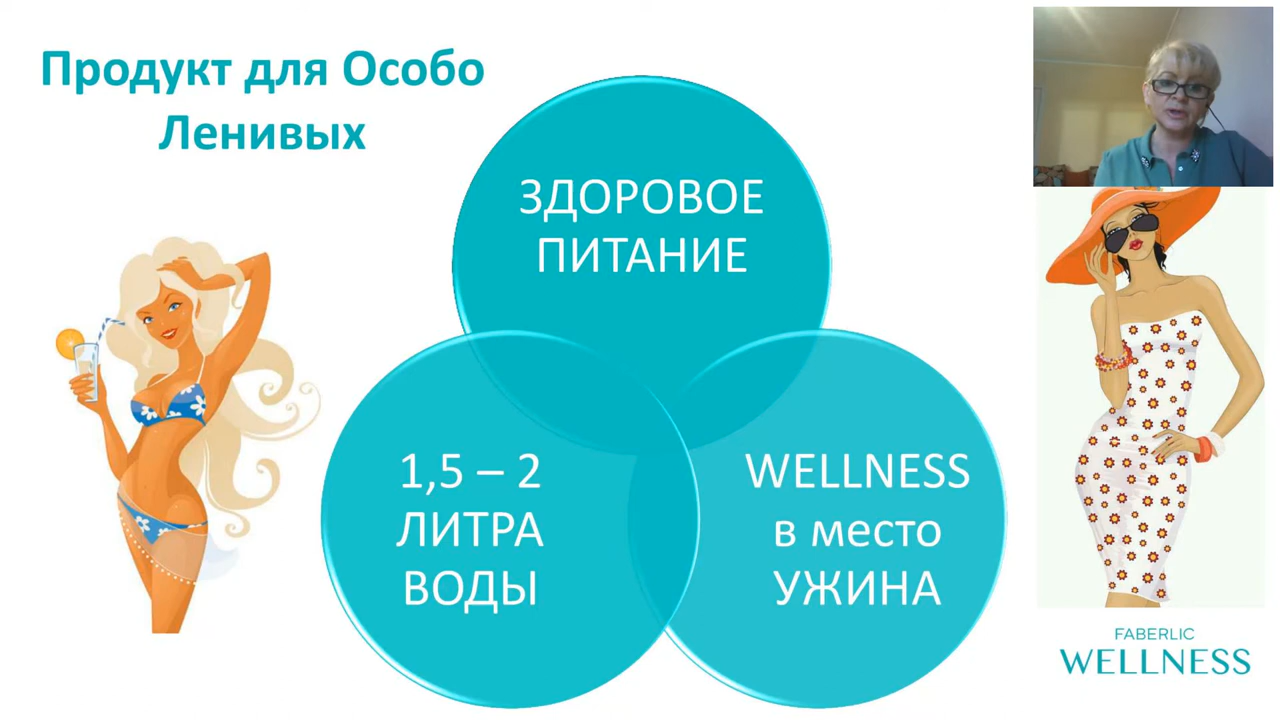 Продукт для Особо
Ленивых
ЗДОРОВОЕ
ПИТАНИЕ
1,5 – 2
ЛИТРА
ВОДЫ
WELLNESS
в место
УЖИНА
FABERLIC
WELLNESS